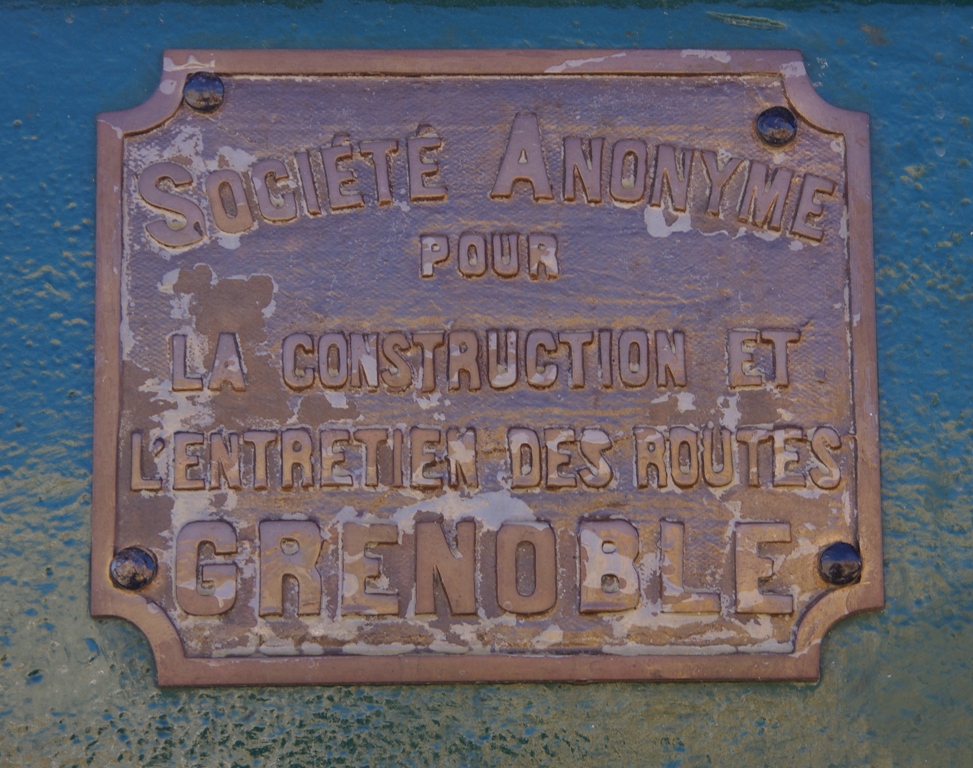 SOCIÉTÉ ANONYME
POUR
LA CONSTRUCTION ET
L'ENTRETIEN DES ROUTES
GRENOBLE